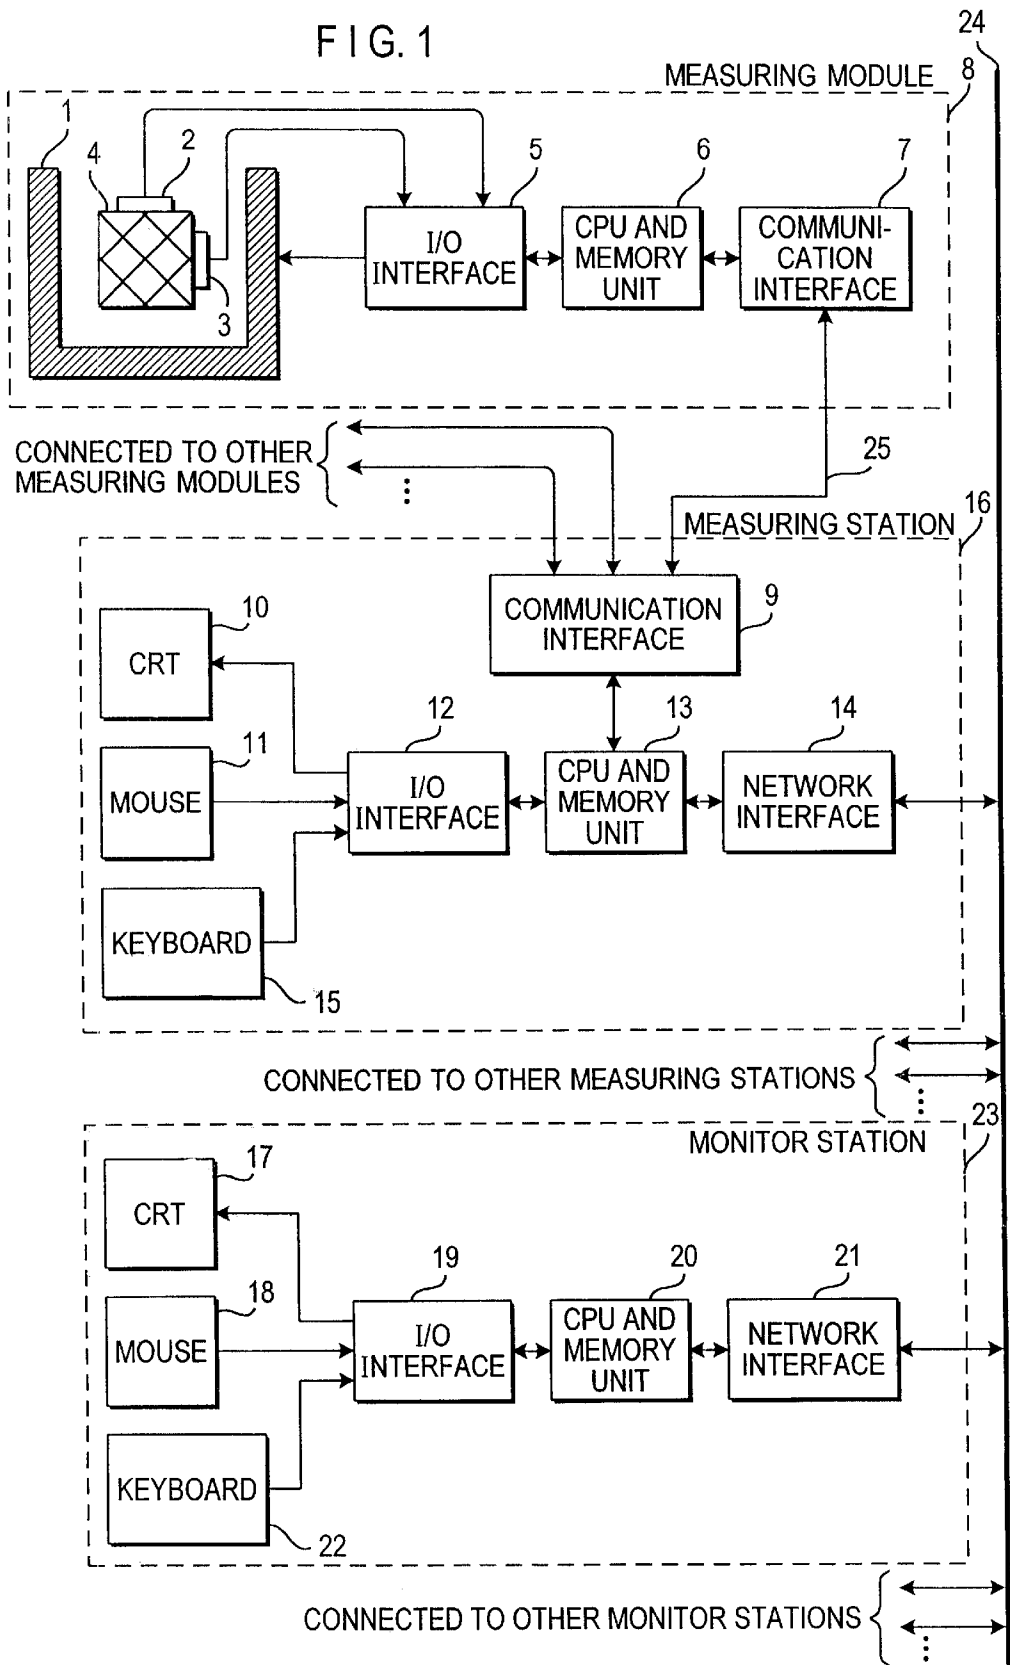 FIG. 1
24
MEASURING MODULE
8
1
4
2
3
5
6
7
I/O
INTERFACE
CPU AND
MEMORY
UNIT
COMMUNI-
CATION
INTERFACE
CONNECTED TO OTHER
MEASURING MODULES
25
MEASURING STATION
16
COMMUNICATION
INTERFACE
9
10
CRT
11
MOUSE
KEYBOARD
15
12
I/O
INTERFACE
13
CPU AND
MEMORY
UNIT
14
NETWORK
INTERFACE
CONNECTED TO OTHER MEASURING STATIONS
MONITOR STATION
23
17
CRT
18
MOUSE
KEYBOARD
22
19
I/O
INTERFACE
20
CPU AND
MEMORY
UNIT
21
NETWORK
INTERFACE
CONNECTED TO OTHER MONITOR STATIONS